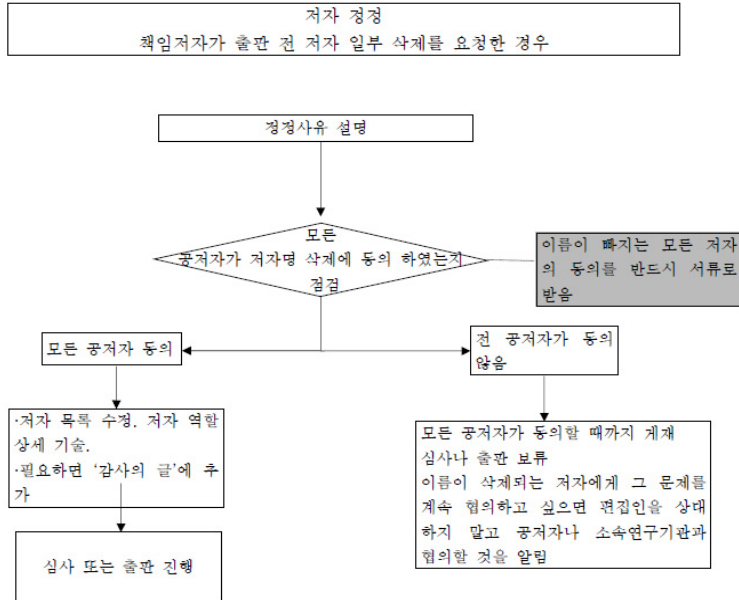 저자 정정
책임저자가 출판 전 저자 일부 삭제를 요청한 경우
정정사유 설명
모든
공저자가 저자명 삭제에 동의 하였는지
점검
이름이 빠지는 모든 저자
의 동의를 반드시 서류로
받음
모든 공저자 동의
전 공저자가 동의
않음
·저자 목록 수정. 저자 역할
상세 기술.
·필요하면 '감사의 글'에 추
가
모든 공저자가 동의할 때까지 게재
심사나 출판 보류
이름이 삭제되는 저자에게 그 문제를
계속 협의하고 싶으면 편집인을 상대
하지 말고 공저자나 소속연구기관과
협의할 것을 알림
심사 또는 출판 진행